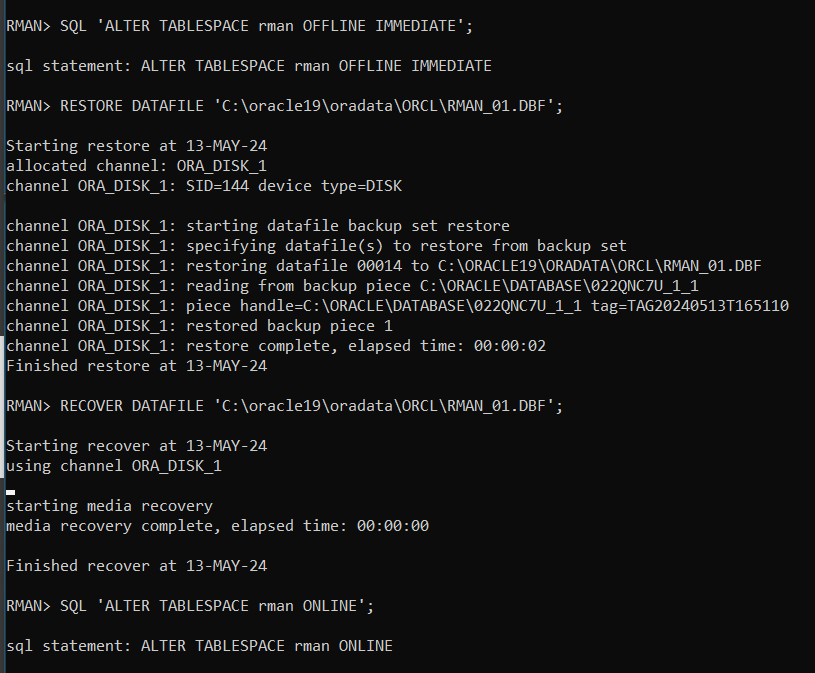 RMAN> SQL 'ALTER TABLESPACE rman OFFLINE IMMEDIATE';
sql statement: ALTER TABLESPACE rman OFFLINE IMMEDIATE
RMAN> RESTORE DATAFILE 'C:\oracle19\oradata\ORCL\RMAN_01.DBF';
Starting restore at 13-MAY-24
allocated channel: ORA_DISK_1
channel ORA_DISK_1: SID=144 device type=DISK
channel ORA_DISK_1: starting datafile backup set restore
channel ORA_DISK_1: specifying datafile(s) to restore from backup set
channel ORA_DISK_1: restoring datafile 00014 to C:\ORACLE19\ORADATA\ORCL\RMAN_01.DBF
channel ORA_DISK_1: reading from backup piece C:\ORACLE\DATABASE\022QNC7U_1_1
channel ORA_DISK_1: piece handle=C:\ORACLE\DATABASE\022QNC7U_1_1 tag=TAG20240513T165110
channel ORA_DISK_1: restored backup piece 1
channel ORA_DISK_1: restore complete, elapsed time: 00:00:02
Finished restore at 13-MAY-24
RMAN> RECOVER DATAFILE 'C:\oracle19\oradata\ORCL\RMAN_01.DBF';
Starting recover at 13-MAY-24
using channel ORA_DISK_1
starting media recovery
media recovery complete, elapsed time: 00:00:00
Finished recover at 13-MAY-24
RMAN> SQL 'ALTER TABLESPACE rman ONLINE';
sql statement: ALTER TABLESPACE rman ONLINE